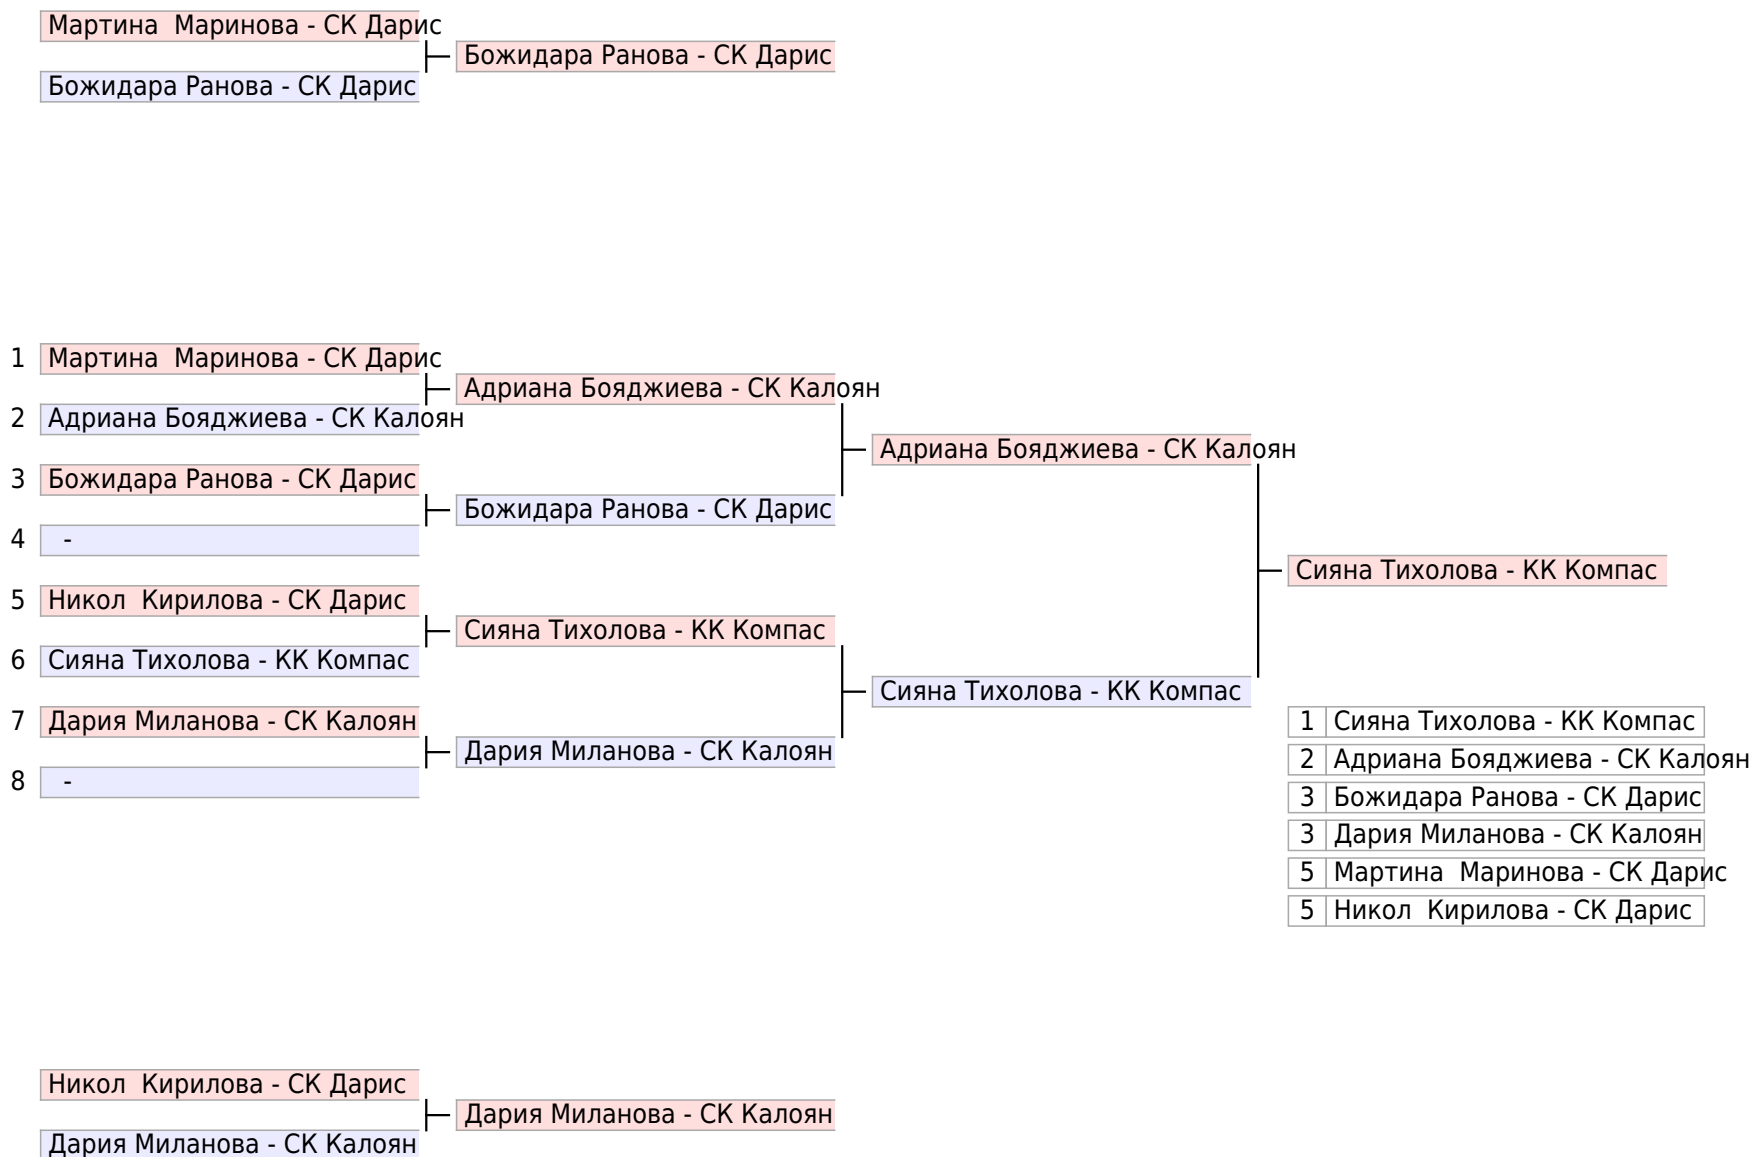 Мартина  Маринова - СК Дарис
Божидара Ранова - СК Дарис
Божидара Ранова - СК Дарис
1 Мартина  Маринова - СК Дарис
Адриана Бояджиева - СК Калоян
2 Адриана Бояджиева - СК Калоян
Адриана Бояджиева - СК Калоян
3 Божидара Ранова - СК Дарис
Божидара Ранова - СК Дарис
4 -
Сияна Тихолова - КК Компас
5 Никол  Кирилова - СК Дарис
Сияна Тихолова - КК Компас
6 Сияна Тихолова - КК Компас
Сияна Тихолова - КК Компас
7 Дария Миланова - СК Калоян
Дария Миланова - СК Калоян
8 -
1 Сияна Тихолова - КК Компас
2 Адриана Бояджиева - СК Калоян
3 Божидара Ранова - СК Дарис
3 Дария Миланова - СК Калоян
5 Мартина  Маринова - СК Дарис
5 Никол  Кирилова - СК Дарис
Никол  Кирилова - СК Дарис
Дария Миланова - СК Калоян
Дария Миланова - СК Калоян